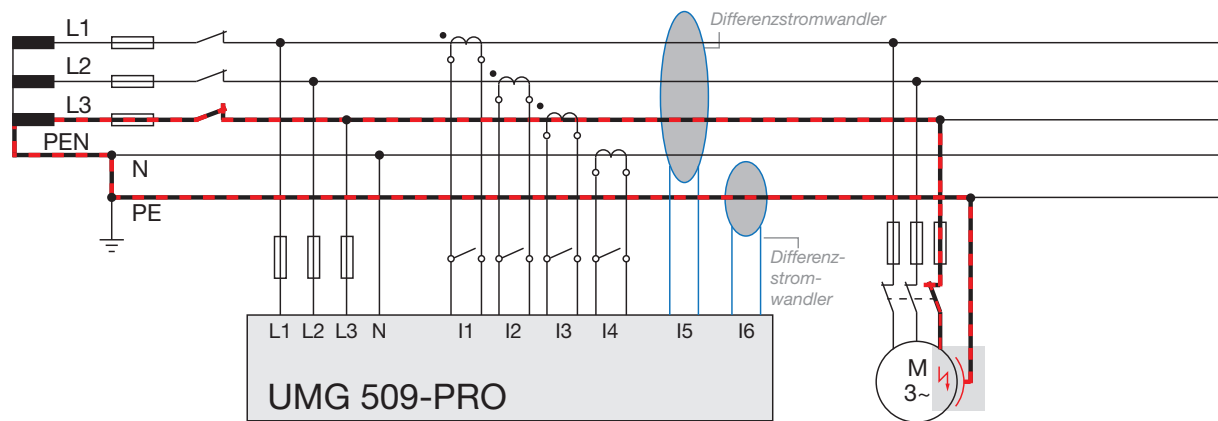 L1
Differenzstromwandler
L2
L3
PEN
N
PE
Differenz-
strom-
wandler
L1 L2 L3 N I1 I2 I3 I4 I5 I6
M
3~
UMG 509-PRO